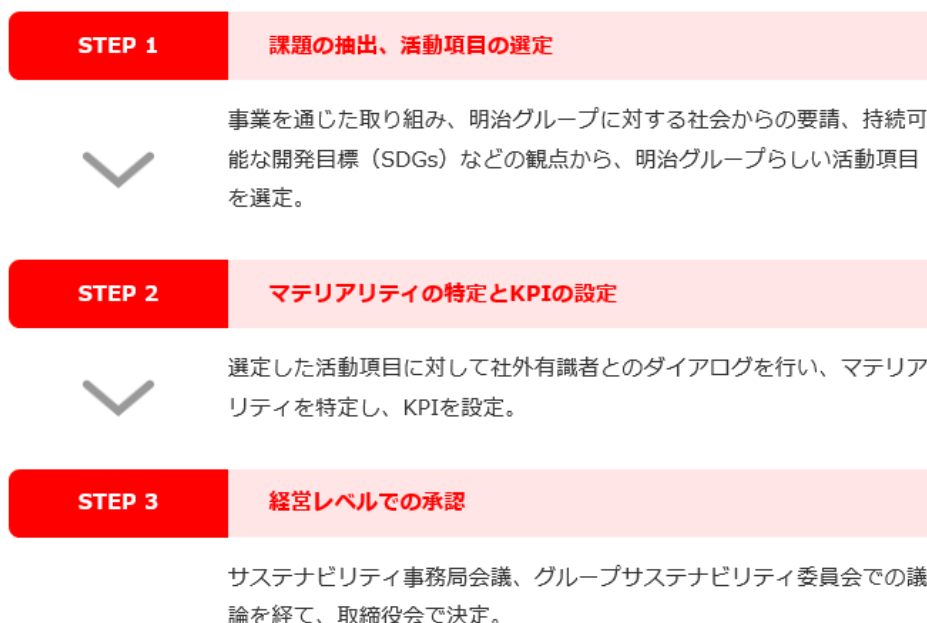 STEP 1 課題の抽出、活動項目の選定
事業を通じた取り組み、明治グループに対する社会からの要請、持続可
能な開発目標（SDGs）などの観点から、明治グループらしい活動項目
を選定。
STEP 2 マテリアリティの特定とKPIの設定
選定した活動項目に対して社外有識者とのダイアログを行い、マテリア
リティを特定し、KPIを設定。
STEP 3 経営レベルでの承認
サステナビリティ事務局会議、グループサステナビリティ委員会での議
論を経て、取締役会で決定。